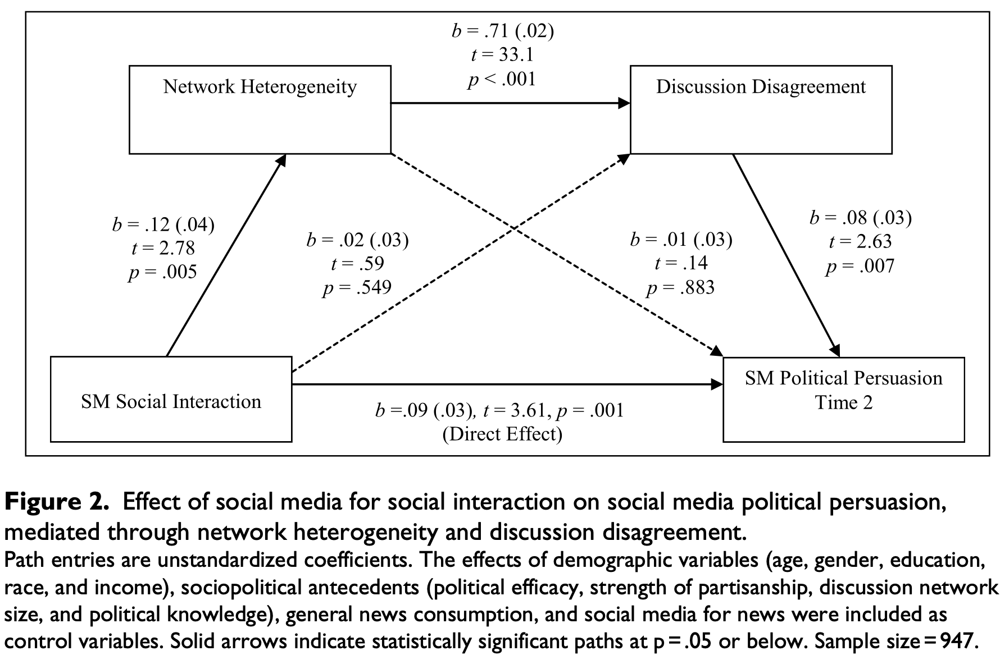 b = .71 (.02)
t = 33.1
p < .001
Network Heterogeneity
Discussion Disagreement
b = .12 (.04)
t = 2.78
p = .005
b = .02 (.03)
t = .59
p = .549
b = .01 (.03)
t = .14
p = .883
b = .08 (.03)
t = 2.63
p = .007
SM Social Interaction
SM Political Persuasion
Time 2
b =.09 (.03), t = 3.61, p = .001
(Direct Effect)
Figure 2. Effect of social media for social interaction on social media political persuasion,
mediated through network heterogeneity and discussion disagreement.
Path entries are unstandardized coefficients. The effects of demographic variables (age, gender, education,
race, and income), sociopolitical antecedents (political efficacy, strength of partisanship, discussion network
size, and political knowledge), general news consumption, and social media for news were included as
control variables. Solid arrows indicate statistically significant paths at p = .05 or below. Sample size = 947.